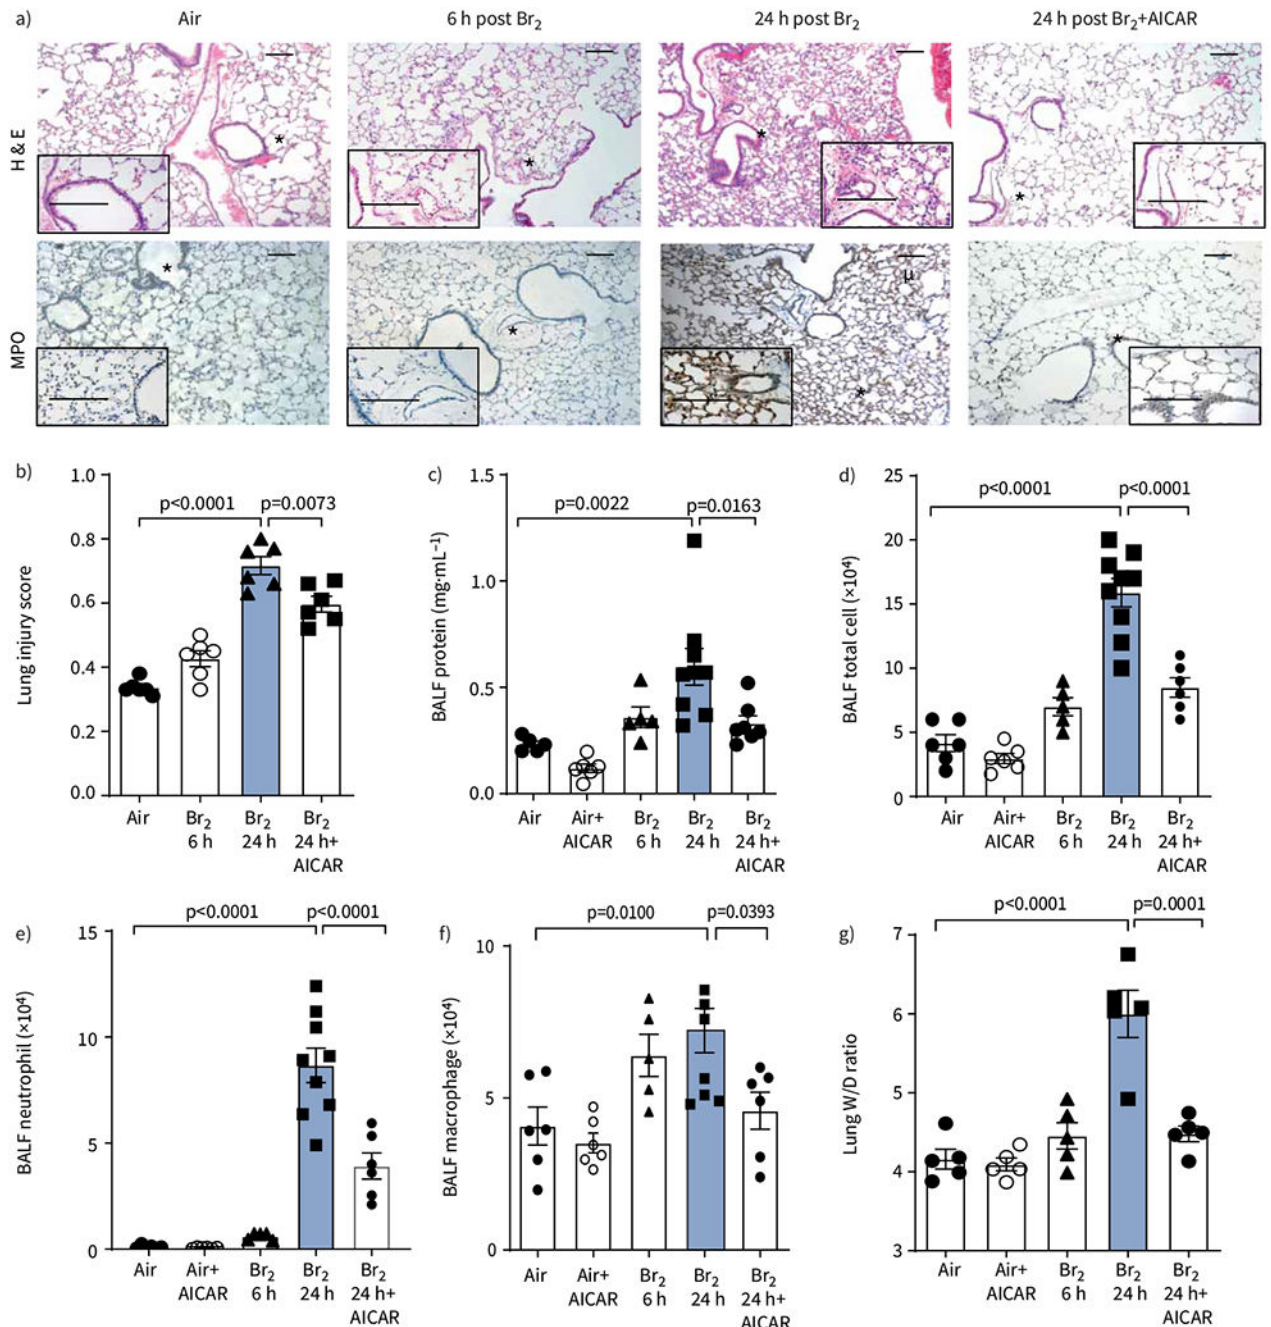 a)
Air
6 h post Br₂
24 h post Br₂
24 h post Br₂+AICAR
H & E
*
*
*
*
MPO
*
*
µ
*
*
b)
1.0
0.8
0.6
0.4
0.2
0.0
Lung injury score
p<0.0001
p=0.0073
Air
Br₂
6 h
Br₂
24 h
Br₂
24 h+
AICAR
c)
1.5
1.0
0.5
0.0
BALF protein (mg·mL⁻¹)
p=0.0022
p=0.0163
Air
Air+
AICAR
Br₂
6 h
Br₂
24 h
Br₂
24 h+
AICAR
d)
25
20
15
10
5
0
BALF total cell (×10⁴)
p<0.0001
p<0.0001
Air
Air+
AICAR
Br₂
6 h
Br₂
24 h
Br₂
24 h+
AICAR
e)
15
10
5
0
BALF neutrophil (×10⁴)
p<0.0001
p<0.0001
Air
Air+
AICAR
Br₂
6 h
Br₂
24 h
Br₂
24 h+
AICAR
f)
10
5
0
BALF macrophage (×10⁴)
p=0.0100
p=0.0393
Air
Air+
AICAR
Br₂
6 h
Br₂
24 h
Br₂
24 h+
AICAR
g)
7
6
5
4
3
Lung W/D ratio
p<0.0001
p=0.0001
Air
Air+
AICAR
Br₂
6 h
Br₂
24 h
Br₂
24 h+
AICAR